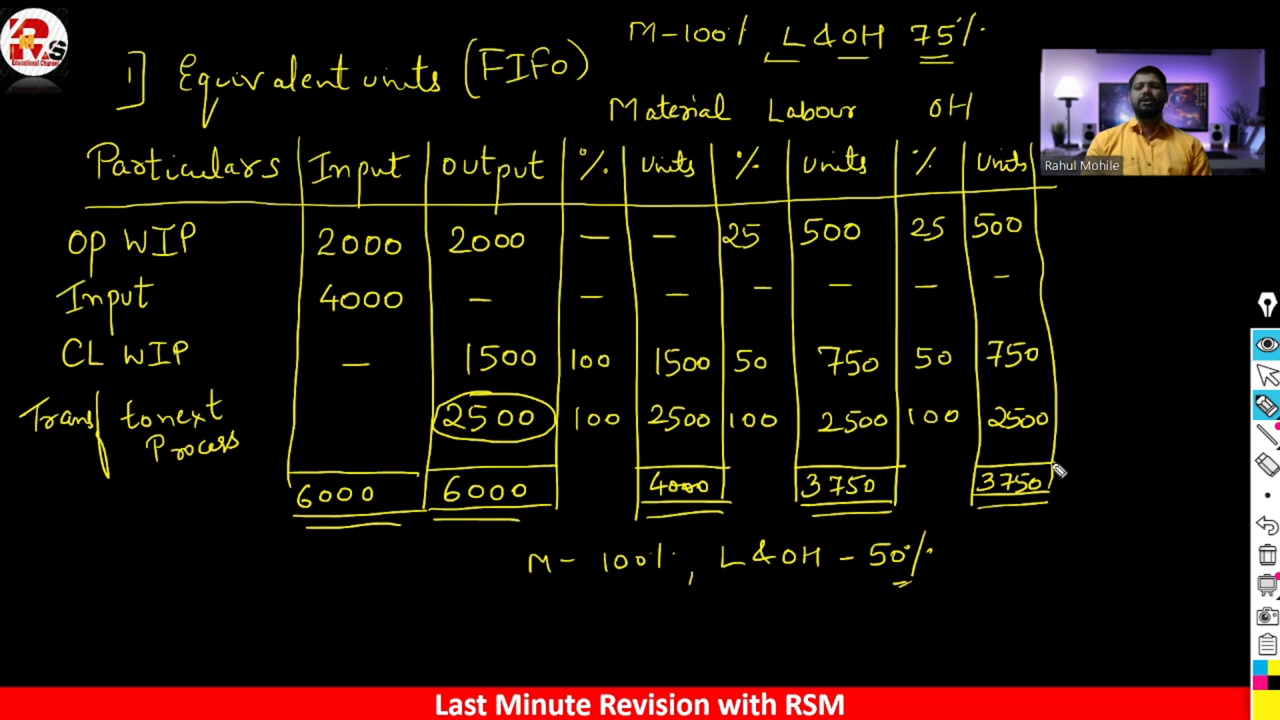 RMS
Educational Channel
M-100%, L & OH 75%.
1] Equivalent units (FIFO)
Material Labour OH
Rahul Mohile
Particulars Input output %. units %. units % Units
OP WIP 2000 2000 — — 25 500 25 500
Input 4000 — — — — — — —
CL WIP — 1500 100 1500 50 750 50 750
Transf to next Process 2500 100 2500 100 2500 100 2500
6000 6000 4000 3750 3750
M- 100%, L & OH - 50%.
Last Minute Revision with RSM